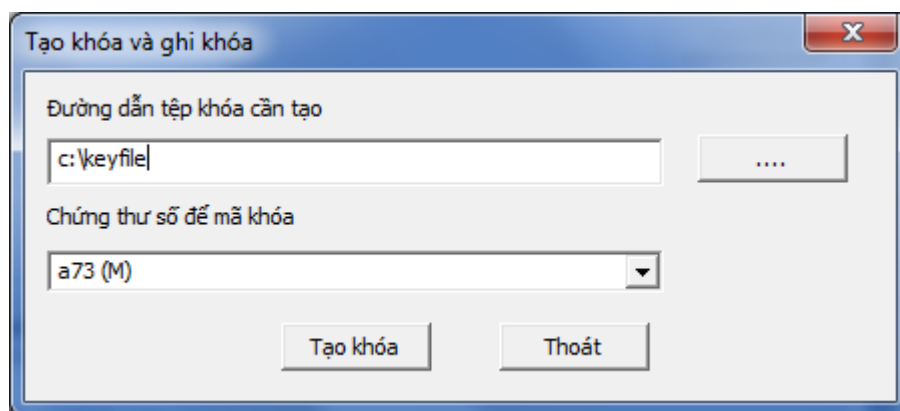 Tạo khóa và ghi khóa
Đường dẫn tệp khóa cần tạo
c:\keyfile
....
Chứng thư số để mã khóa
a73 (M)
Tạo khóa Thoát